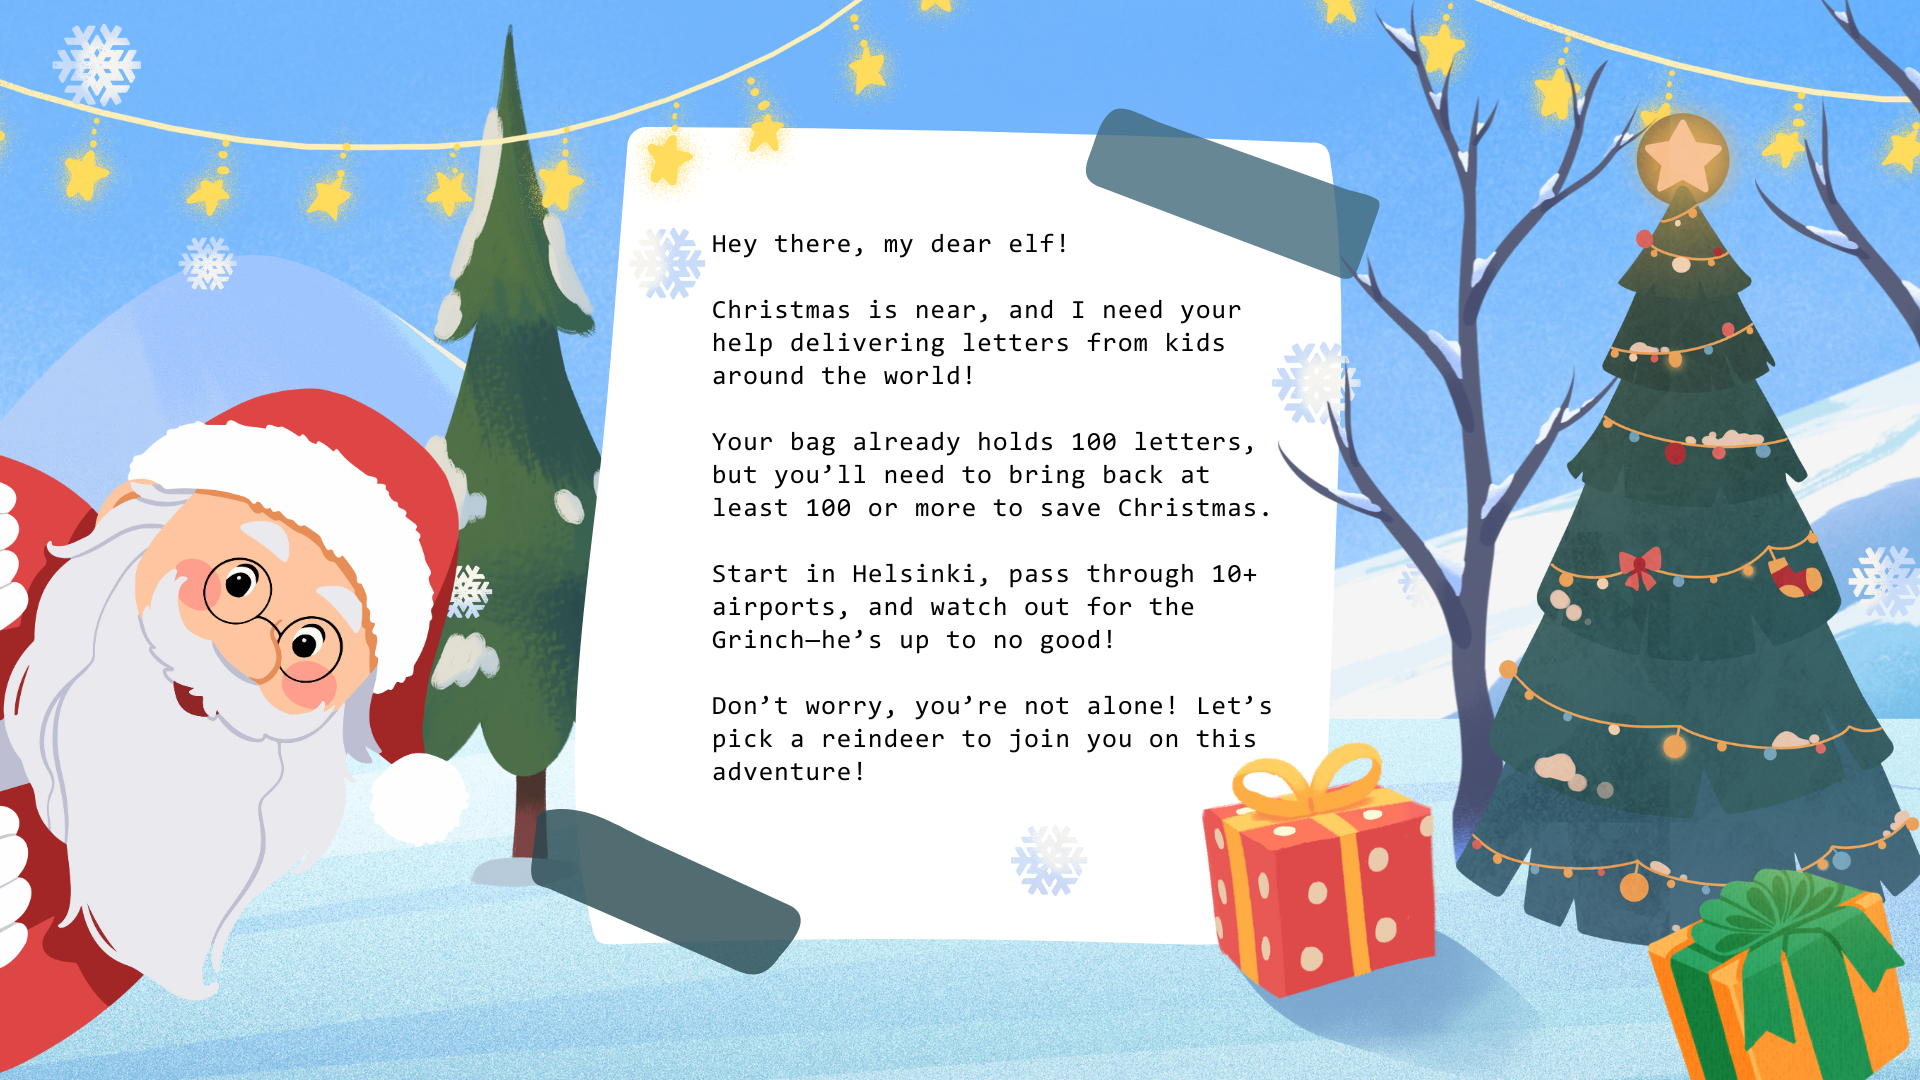 Hey there, my dear elf!
Christmas is near, and I need your
help delivering letters from kids
around the world!
Your bag already holds 100 letters,
but you’ll need to bring back at
least 100 or more to save Christmas.
Start in Helsinki, pass through 10+
airports, and watch out for the
Grinch—he’s up to no good!
Don’t worry, you’re not alone! Let’s
pick a reindeer to join you on this
adventure!